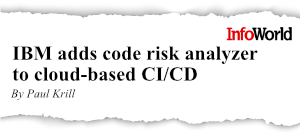 InfoWorld
IBM adds code risk analyzer
to cloud-based CI/CD
By Paul Krill